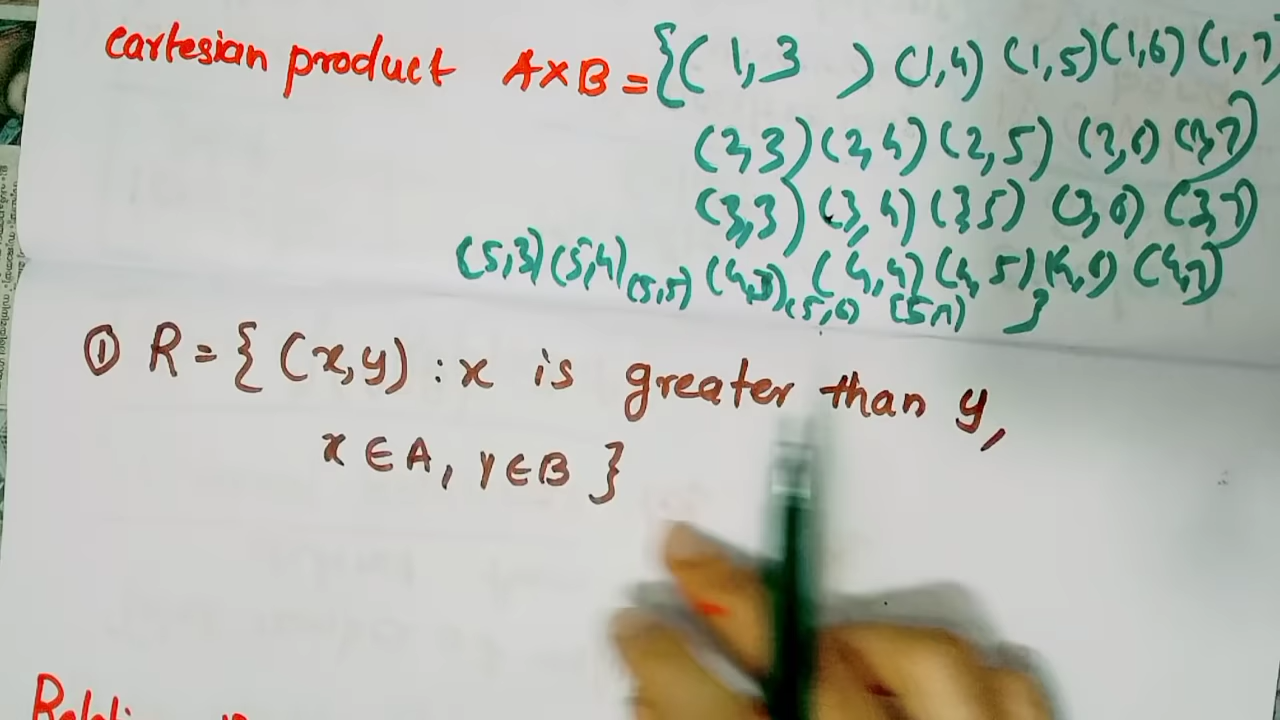 cartesian product A×B = {( 1,3 ) (1,4) (1,5) (1,6) (1,7
(2,3) (2,4) (2,5) (2,6) (2,7)
(3,3) (3,4) (3,5) (3,6) (3,7)
(5,3) (5,4) (5,5) (4,3) (5,6) (4,4) (4,5) (4,6) (4,7) (5,7) }
① R = { (x,y) : x is greater than y,
x ∈ A, Y ∈ B }